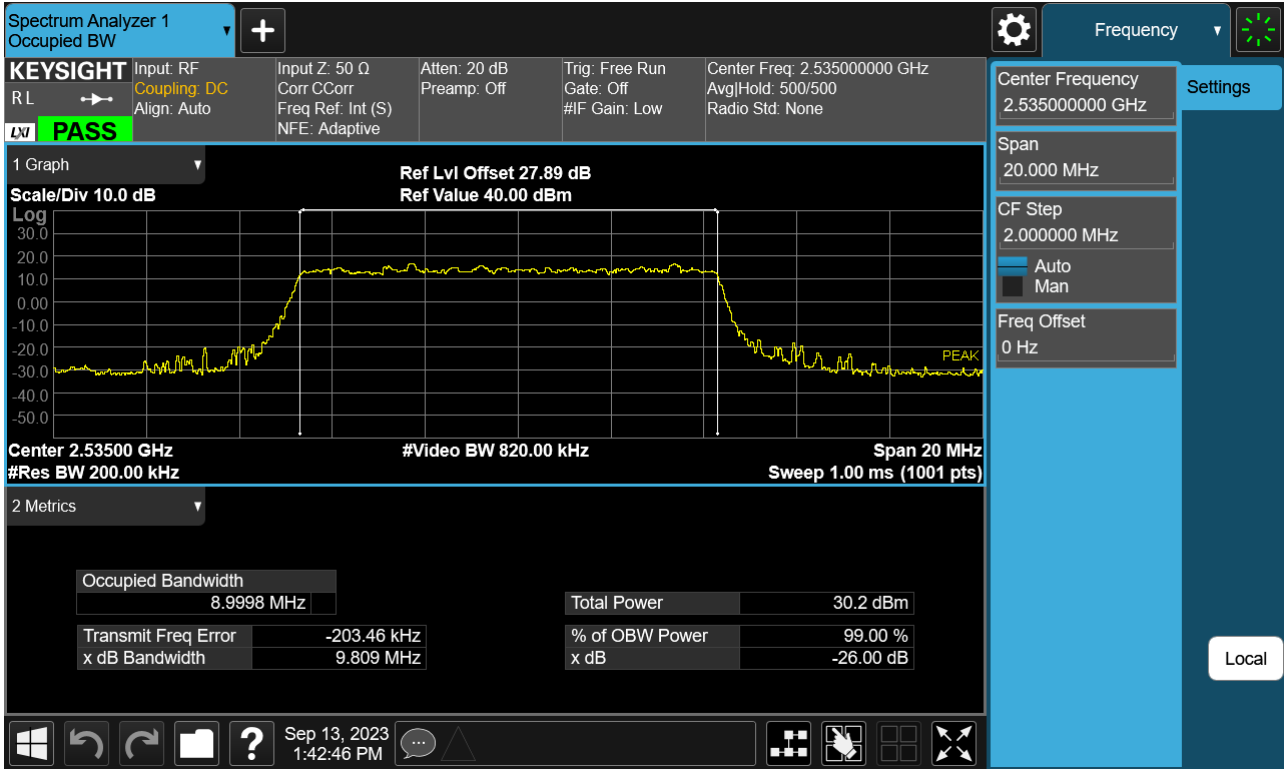 Spectrum Analyzer 1
Occupied BW
Frequency
KEYSIGHT
R L
LXI PASS
Input: RF
Coupling: DC
Align: Auto
Input Z: 50 Ω
Corr CCorr
Freq Ref: Int (S)
NFE: Adaptive
Atten: 20 dB
Preamp: Off
Trig: Free Run
Gate: Off
#IF Gain: Low
Center Freq: 2.535000000 GHz
Avg|Hold: 500/500
Radio Std: None
1 Graph
Scale/Div 10.0 dB
Ref Lvl Offset 27.89 dB
Ref Value 40.00 dBm
Log
30.0
20.0
10.0
0.00
-10.0
-20.0
-30.0
-40.0
-50.0
PEAK
Center 2.53500 GHz
#Video BW 820.00 kHz
Span 20 MHz
#Res BW 200.00 kHz
Sweep 1.00 ms (1001 pts)
2 Metrics
Occupied Bandwidth
8.9998 MHz
Total Power 30.2 dBm
Transmit Freq Error -203.46 kHz
% of OBW Power 99.00 %
x dB Bandwidth 9.809 MHz
x dB -26.00 dB
Center Frequency
2.535000000 GHz
Span
20.000 MHz
CF Step
2.000000 MHz
Auto
Man
Freq Offset
0 Hz
Settings
Local
?
Sep 13, 2023
1:42:46 PM